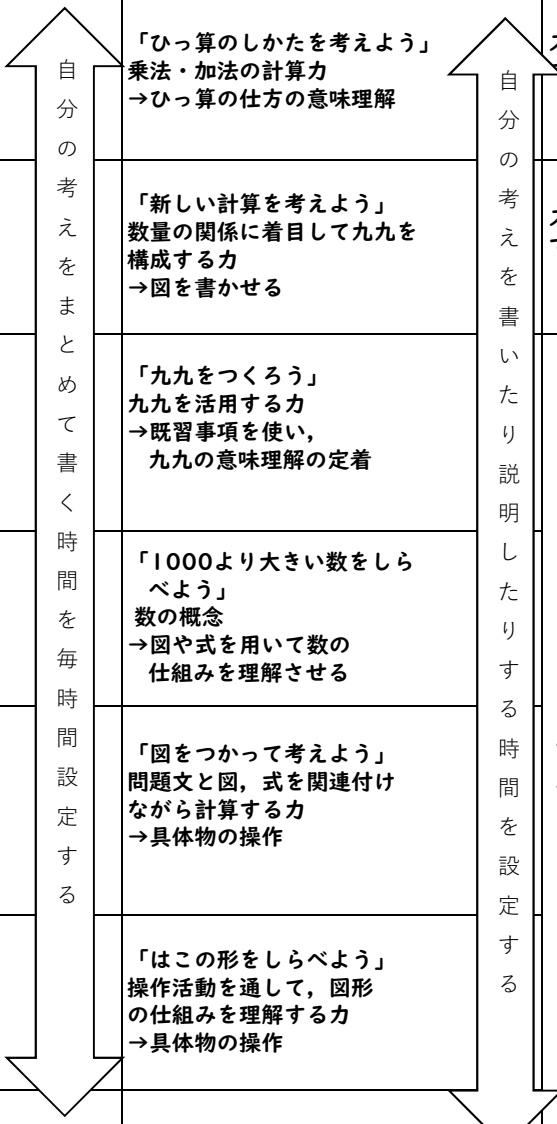 自分の考えをまとめて書く時間を毎時間設定する
「ひっ算のしかたを考えよう」
乗法・加法の計算力
→ひっ算の仕方の意味理解
「新しい計算を考えよう」
数量の関係に着目して九九を
構成する力
→図を書かせる
「九九をつくろう」
九九を活用する力
→既習事項を使い,
九九の意味理解の定着
「1000より大きい数をしら
べよう」
数の概念
→図や式を用いて数の
仕組みを理解させる
「図をつかって考えよう」
問題文と図,式を関連付け
ながら計算する力
→具体物の操作
「はこの形をしらべよう」
操作活動を通して,図形
の仕組みを理解する力
→具体物の操作
自分の考えを書いたり説明したりする時間を設定する